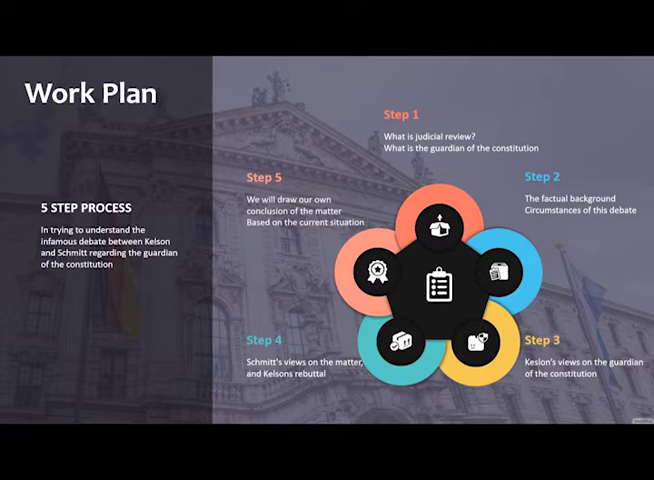 Work Plan
5 STEP PROCESS
In trying to understand the
infamous debate between Kelson
and Schmitt regarding the guardian
of the constitution
Step 1
What is judicial review?
What is the guardian of the constitution
Step 2
The factual background
Circumstances of this debate
Step 3
Keslon's views on the guardian
of the constitution
Step 4
Schmitt's views on the matter,
and Kelsons rebuttal
Step 5
We will draw our own
conclusion of the matter
Based on the current situation